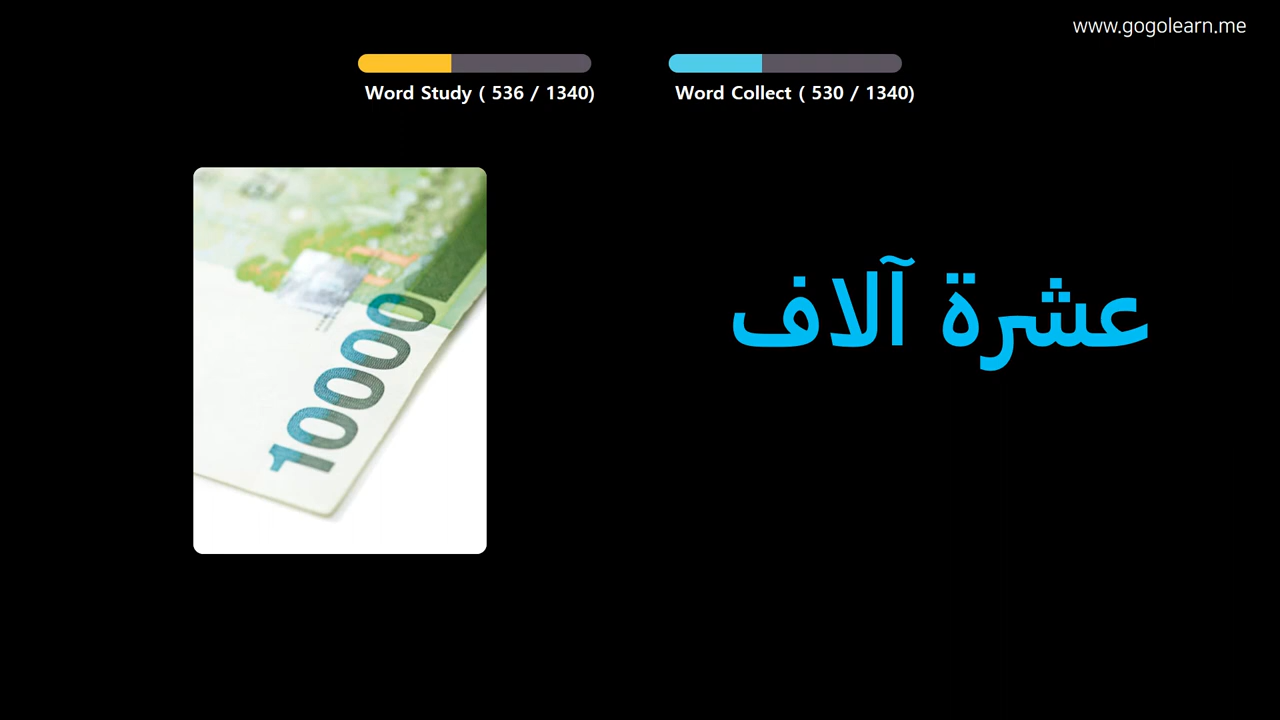 www.gogolearn.me
Word Study ( 536 / 1340)
Word Collect ( 530 / 1340)
10000
عشرة آلاف